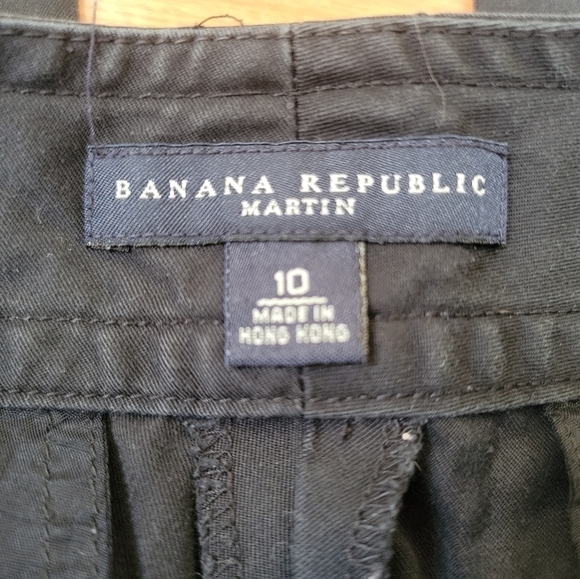 BANANA REPUBLIC
MARTIN
10
MADE IN
HONG KONG